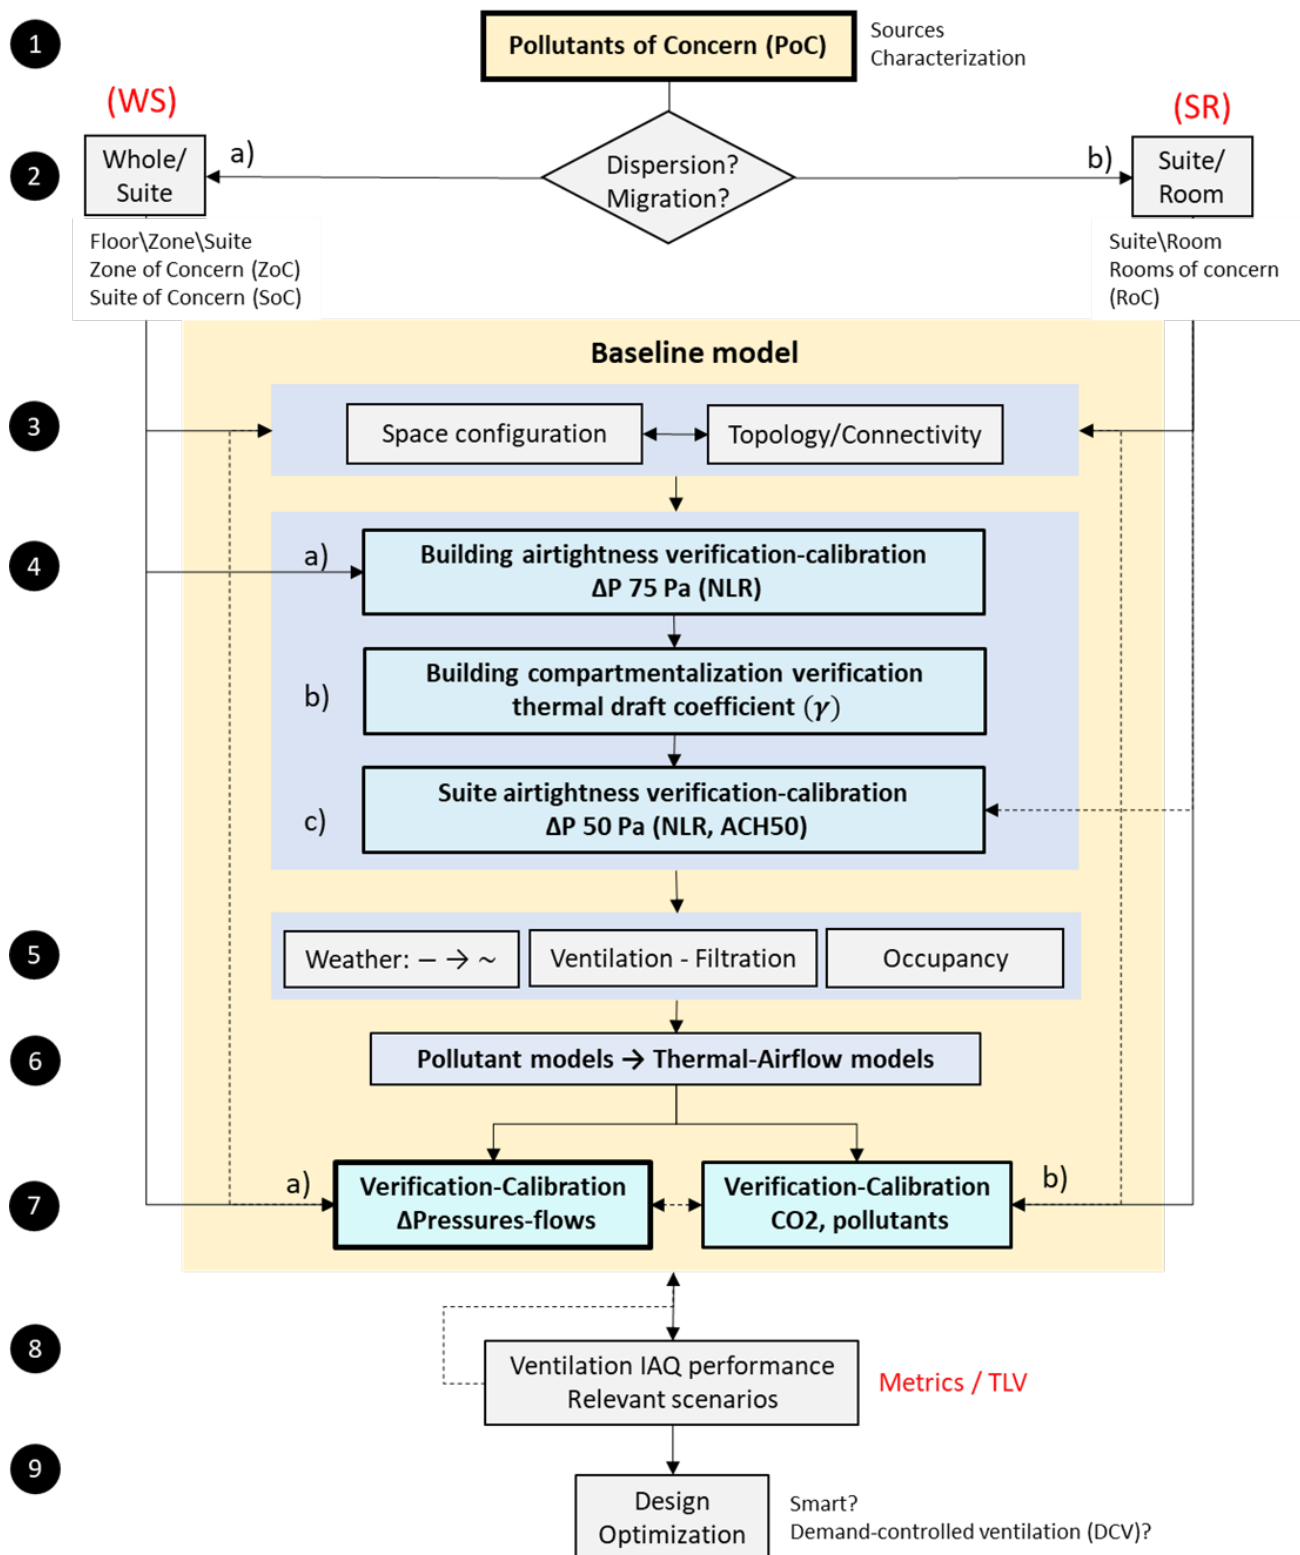 1
Pollutants of Concern (PoC)
Sources
Characterization
(WS)
(SR)
2
Whole/
Suite
a)
Dispersion?
Migration?
b)
Suite/
Room
Floor\Zone\Suite
Zone of Concern (ZoC)
Suite of Concern (SoC)
Suite\Room
Rooms of concern
(RoC)
Baseline model
3
Space configuration
Topology/Connectivity
4
a)
Building airtightness verification-calibration
ΔP 75 Pa (NLR)
b)
Building compartmentalization verification
thermal draft coefficient (γ)
c)
Suite airtightness verification-calibration
ΔP 50 Pa (NLR, ACH50)
5
Weather: – → ~
Ventilation - Filtration
Occupancy
6
Pollutant models → Thermal-Airflow models
7
a)
Verification-Calibration
ΔPressures-flows
Verification-Calibration
CO2, pollutants
b)
8
Ventilation IAQ performance
Relevant scenarios
Metrics / TLV
9
Design
Optimization
Smart?
Demand-controlled ventilation (DCV)?